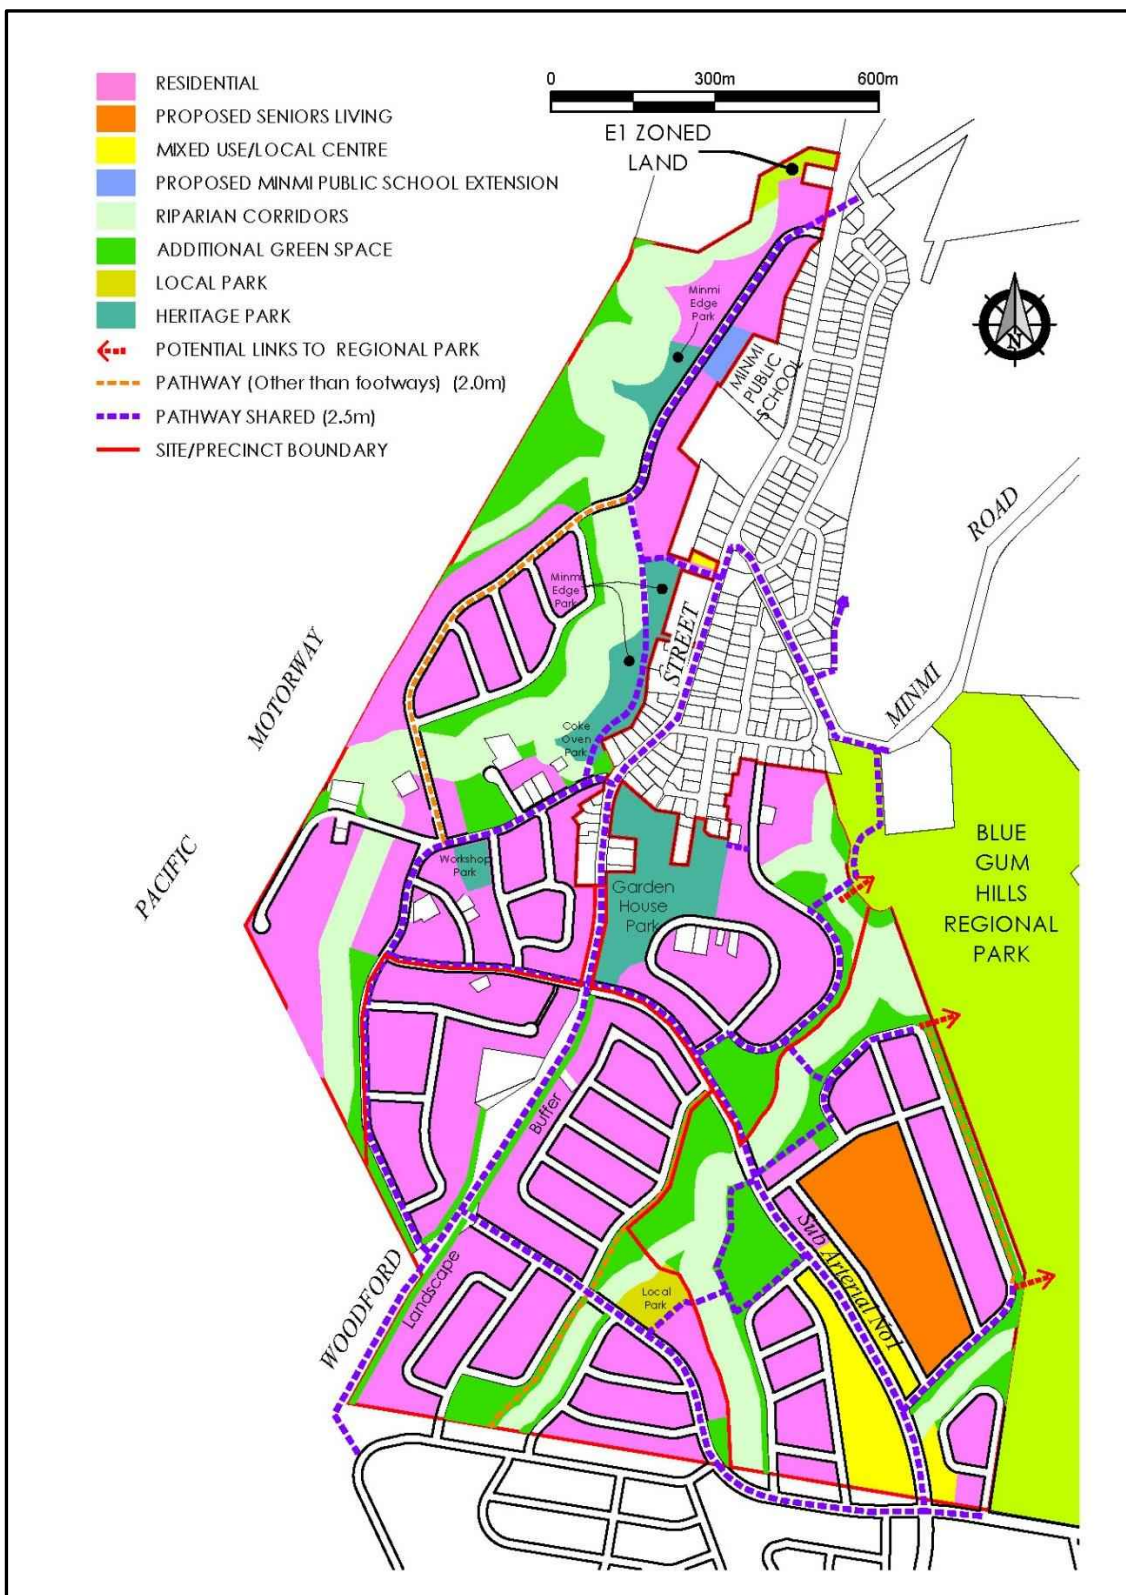 RESIDENTIAL
PROPOSED SENIORS LIVING
MIXED USE/LOCAL CENTRE
PROPOSED MINMI PUBLIC SCHOOL EXTENSION
RIPARIAN CORRIDORS
ADDITIONAL GREEN SPACE
LOCAL PARK
HERITAGE PARK
POTENTIAL LINKS TO REGIONAL PARK
PATHWAY (Other than footways) (2.0m)
PATHWAY SHARED (2.5m)
SITE/PRECINCT BOUNDARY
0 300m 600m
E1 ZONED
LAND
N
Minmi
Edge
Park
MINMI
PUBLIC
SCHOOL
ROAD
MINMI
Minmi
Edge
Park
STREET
MOTORWAY
PACIFIC
Coke
Oven
Park
Workshop
Park
Garden
House
Park
BLUE
GUM
HILLS
REGIONAL
PARK
Buffer
Landscape
WOODFORD
Local
Park
Sub Arterial No1